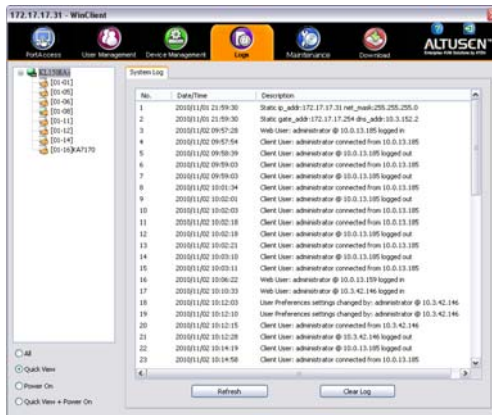 172.17.17.31 - WinClient
PortAccess
User Management
Device Management
Logs
Maintenance
Download
ALTUSEN
System Log
[01-01]
[01-05]
[01-06]
[01-08]
[01-11]
[01-12]
[01-14]
[01-16]KA7170
No. Date/Time Description
1 2010/11/01 21:59:30 Static ip_addr:172.17.17.31 net_mask:255.255.255.0
2 2010/11/01 21:59:30 Static gate_addr:172.17.17.254 dns_addr:10.3.152.2
3 2010/11/02 09:57:28 Web User: administrator @ 10.0.13.185 logged in
4 2010/11/02 09:57:54 Client User: administrator connected from 10.0.13.185
5 2010/11/02 09:58:39 Client User: administrator @ 10.0.13.185 logged out
6 2010/11/02 09:59:03 Client User: administrator connected from 10.0.13.185
7 2010/11/02 09:59:03 Client User: administrator @ 10.0.13.185 logged out
8 2010/11/02 10:01:34 Client User: administrator connected from 10.0.13.185
9 2010/11/02 10:02:01 Client User: administrator @ 10.0.13.185 logged out
10 2010/11/02 10:02:03 Client User: administrator connected from 10.0.13.185
11 2010/11/02 10:02:18 Client User: administrator connected from 10.0.13.185
12 2010/11/02 10:02:18 Client User: administrator @ 10.0.13.185 logged out
13 2010/11/02 10:02:21 Client User: administrator connected from 10.0.13.185
14 2010/11/02 10:03:10 Client User: administrator @ 10.0.13.185 logged out
15 2010/11/02 10:03:11 Client User: administrator connected from 10.0.13.185
16 2010/11/02 10:06:22 Client User: administrator @ 10.0.13.159 logged in
17 2010/11/02 10:10:33 Web User: administrator @ 10.3.42.146 logged in
18 2010/11/02 10:12:03 User Preferences settings changed by: administrator @ 10.3.42.146
19 2010/11/02 10:12:10 User Preferences settings changed by: administrator @ 10.3.42.146
20 2010/11/02 10:12:15 Client User: administrator connected from 10.3.42.146
21 2010/11/02 10:12:28 Client User: administrator @ 10.3.42.146 logged out
22 2010/11/02 10:14:19 Client User: administrator @ 10.0.13.185 logged out
23 2010/11/02 10:14:58 Client User: administrator connected from 10.0.13.185
All
Quick View
Power On
Quick View + Power On
Refresh
Clear Log